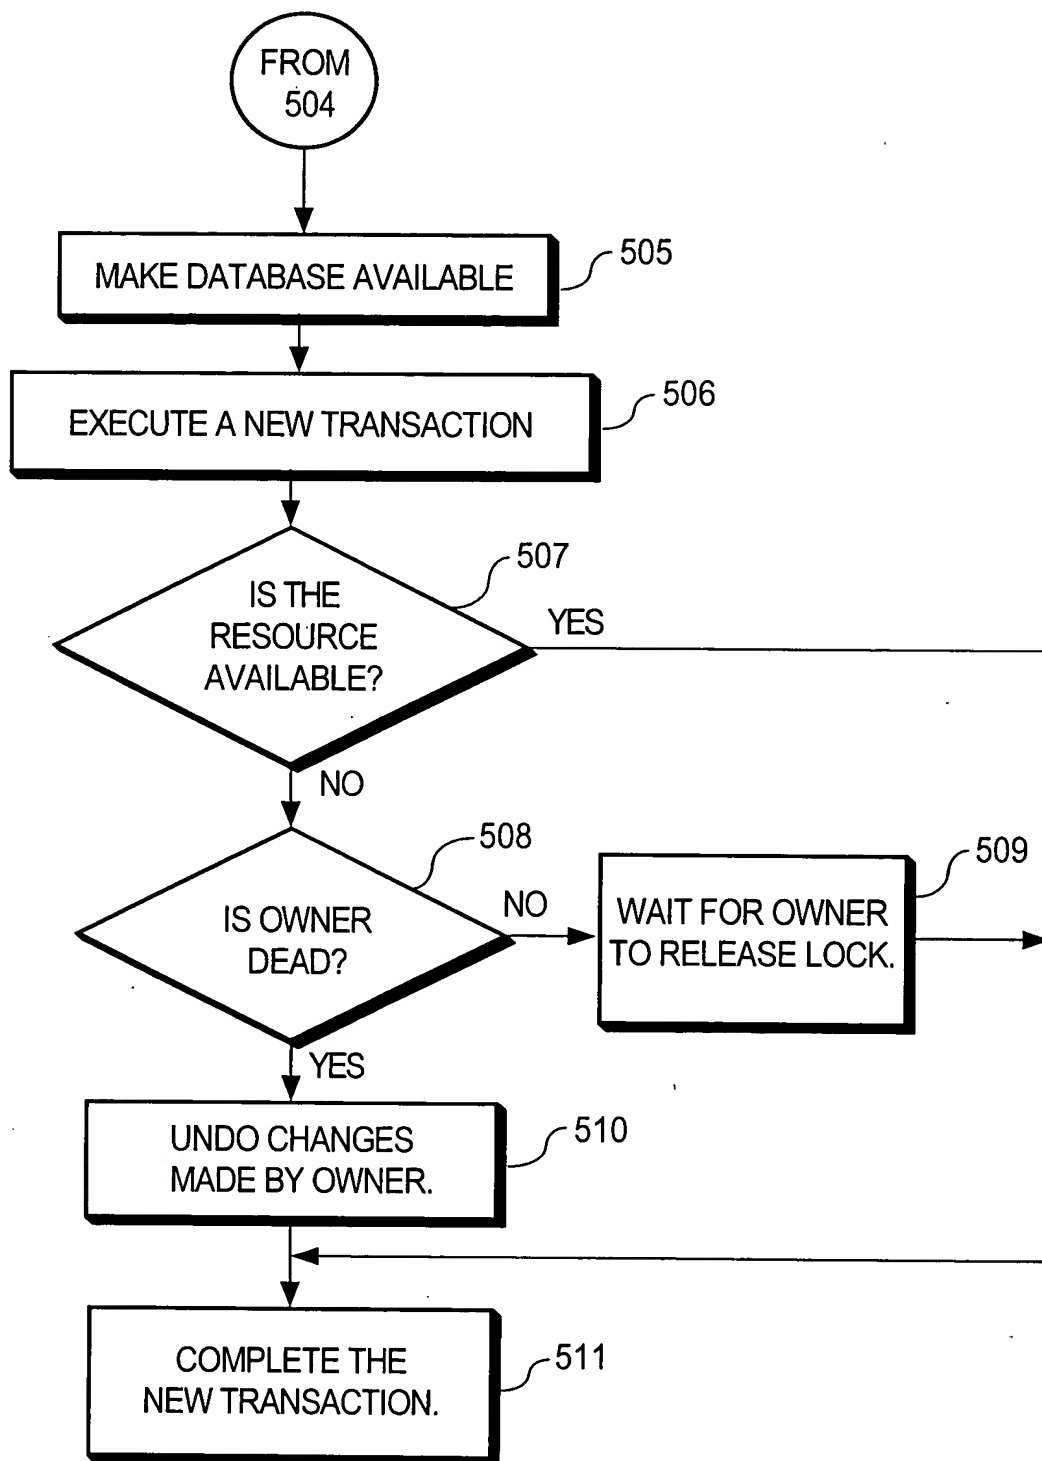 FROM
504
MAKE DATABASE AVAILABLE
505
EXECUTE A NEW TRANSACTION
506
507
IS THE
RESOURCE
AVAILABLE?
YES
NO
508
IS OWNER
DEAD?
NO
509
WAIT FOR OWNER
TO RELEASE LOCK.
YES
UNDO CHANGES
MADE BY OWNER.
510
COMPLETE THE
NEW TRANSACTION.
511